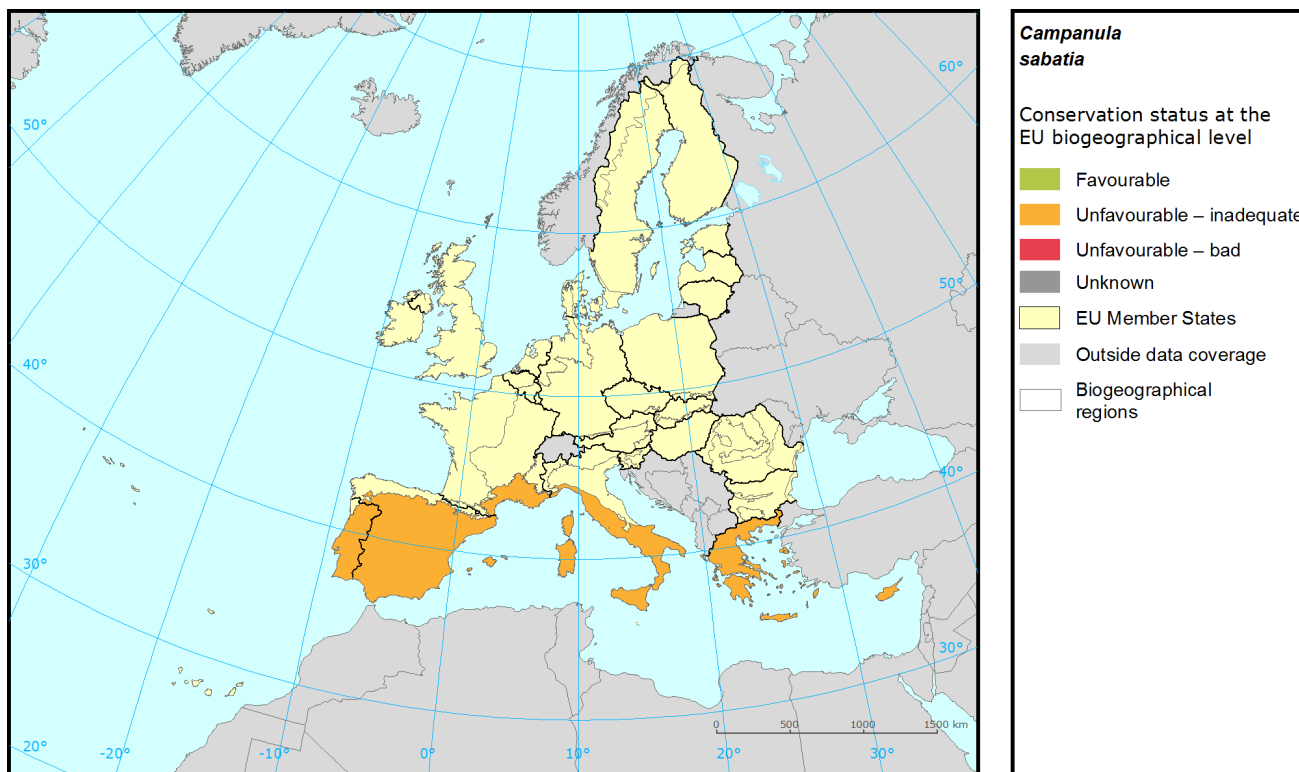 60°
50°
50°
40°
40°
30°
30°
20°
-20°
-10°
0°
10°
20°
30°
0 500 1000 1500 km
Campanula
sabatia
Conservation status at the
EU biogeographical level
Favourable
Unfavourable – inadequate
Unfavourable – bad
Unknown
EU Member States
Outside data coverage
Biogeographical
regions